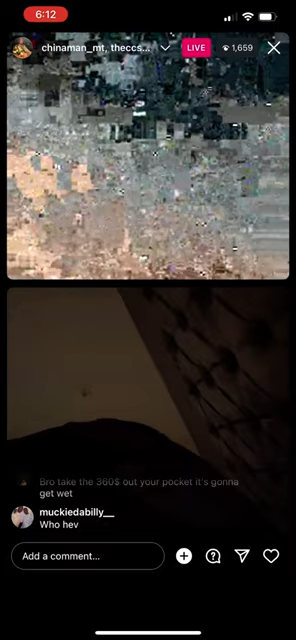 6:12
chinaman_mt, theccs...
LIVE
1,659
Bro take the 360$ out your pocket it's gonna
get wet
muckiedabilly__
Who hev
Add a comment...